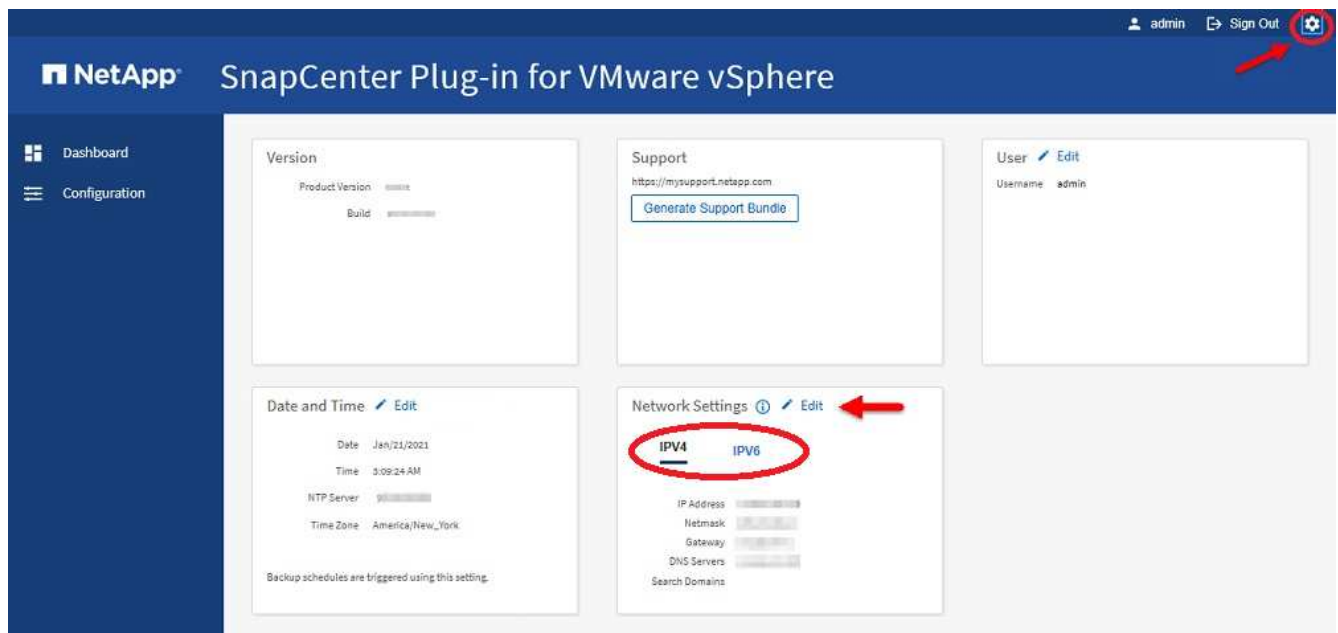 admin Sign Out
NetApp® SnapCenter Plug-in for VMware vSphere
Dashboard
Configuration
Version
Product Version
Build
Support
https://mysupport.netapp.com
Generate Support Bundle
User Edit
Username admin
Date and Time Edit
Date Jan/21/2021
Time 3:09:24 AM
NTP Server
Time Zone America/New_York
Backup schedules are triggered using this setting.
Network Settings Edit
IPV4 IPV6
IP Address
Netmask
Gateway
DNS Servers
Search Domains